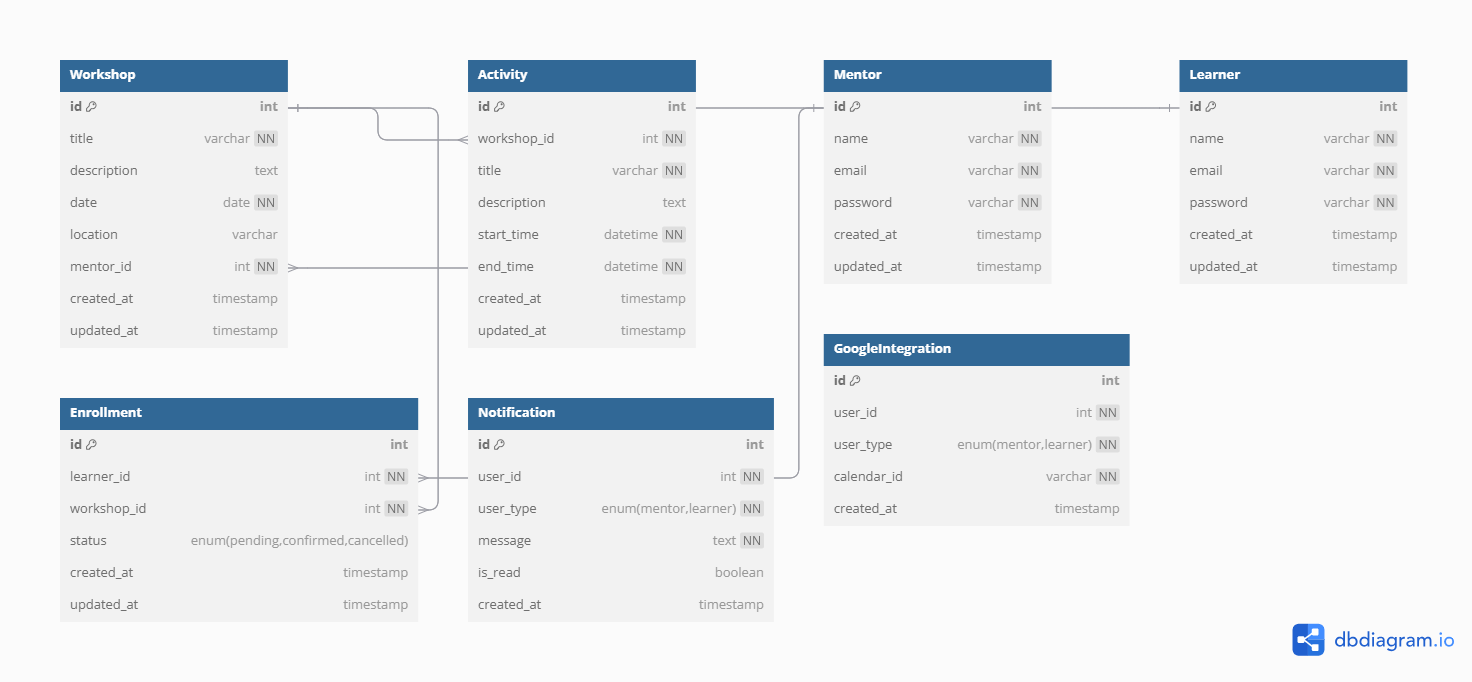 Workshop
id int
title varchar NN
description text
date date NN
location varchar
mentor_id int NN
created_at timestamp
updated_at timestamp
Activity
id int
workshop_id int NN
title varchar NN
description text
start_time datetime NN
end_time datetime NN
created_at timestamp
updated_at timestamp
Mentor
id int
name varchar NN
email varchar NN
password varchar NN
created_at timestamp
updated_at timestamp
Learner
id int
name varchar NN
email varchar NN
password varchar NN
created_at timestamp
updated_at timestamp
Enrollment
id int
learner_id int NN
workshop_id int NN
status enum(pending,confirmed,cancelled)
created_at timestamp
updated_at timestamp
Notification
id int
user_id int NN
user_type enum(mentor,learner) NN
message text NN
is_read boolean
created_at timestamp
GoogleIntegration
id int
user_id int NN
user_type enum(mentor,learner) NN
calendar_id varchar NN
created_at timestamp
dbdiagram.io